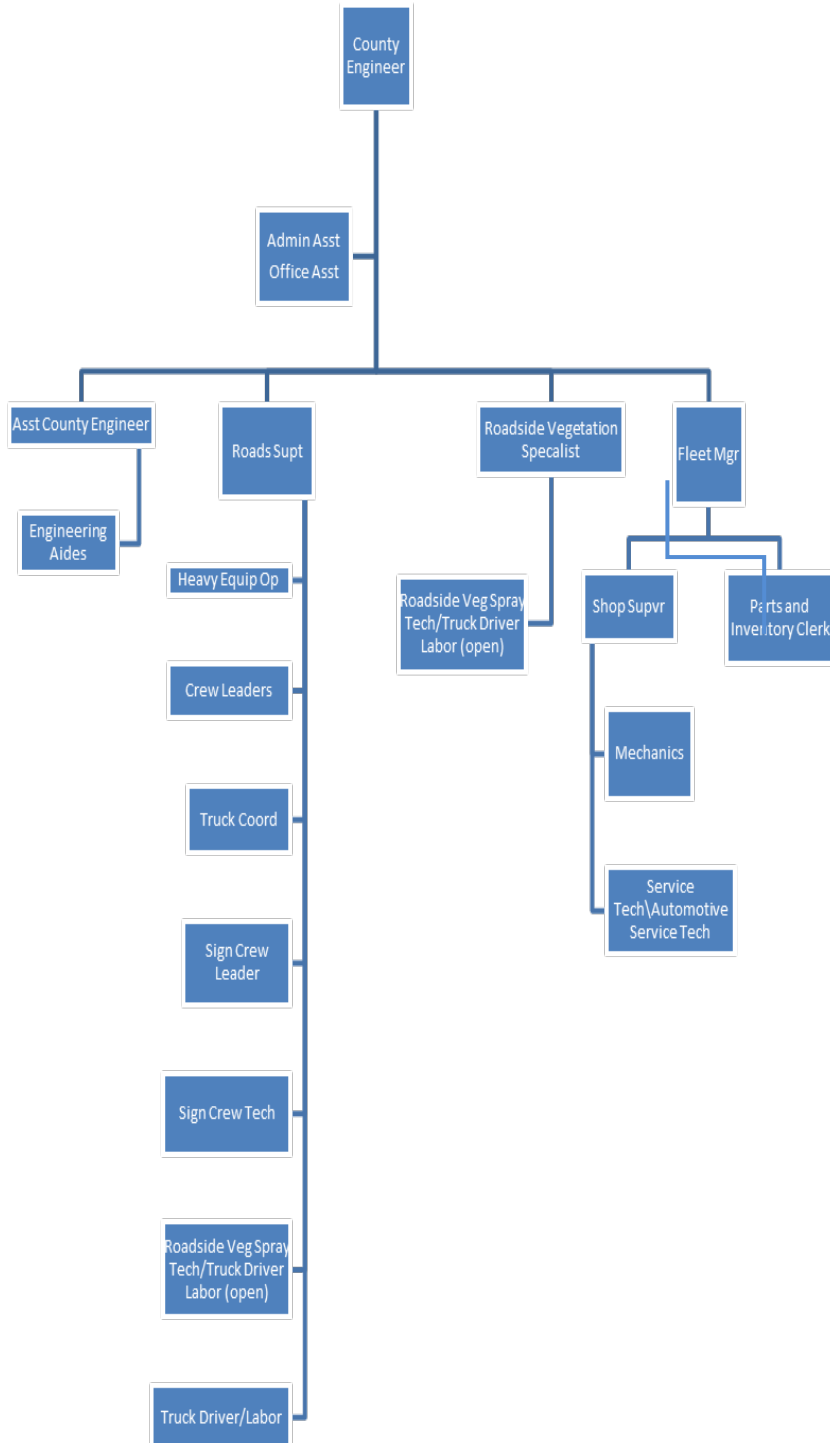 County
Engineer
Admin Asst
Office Asst
Asst County Engineer
Roads Supt
Roadside Vegetation
Specalist
Fleet Mgr
Engineering
Aides
Heavy Equip Op
Roadside Veg Spray
Tech/Truck Driver
Labor (open)
Shop Supvr
Parts and
Inventory Clerk
Crew Leaders
Mechanics
Truck Coord
Service
Tech\Automotive
Service Tech
Sign Crew
Leader
Sign Crew Tech
Roadside Veg Spray
Tech/Truck Driver
Labor (open)
Truck Driver/Labor